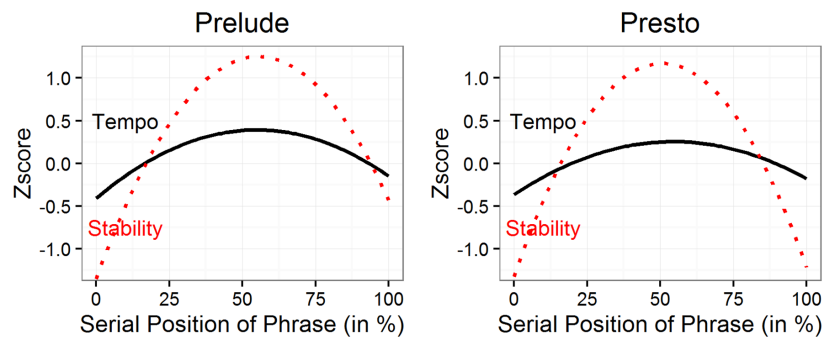 Prelude
Zscore
1.0
0.5
0.0
-0.5
-1.0
Tempo
Stability
0 25 50 75 100
Serial Position of Phrase (in %)
Presto
Zscore
1.0
0.5
0.0
-0.5
-1.0
Tempo
Stability
0 25 50 75 100
Serial Position of Phrase (in %)